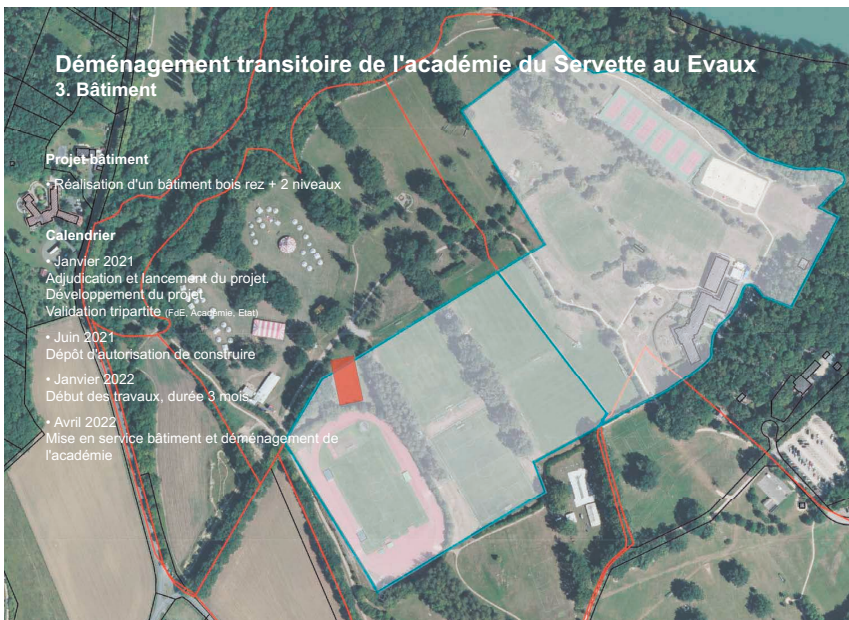 Déménagement transitoire de l'académie du Servette au Evaux
3. Bâtiment
Projet-bâtiment
• Réalisation d'un bâtiment bois rez + 2 niveaux
Calendrier
• Janvier 2021
Adjudication et lancement du projet.
Développement du projet
Validation tripartite (FdE, Académie, Etat)
• Juin 2021
Dépôt d'autorisation de construire
• Janvier 2022
Début des travaux, durée 3 mois.
• Avril 2022
Mise en service bâtiment et déménagement de
l'académie